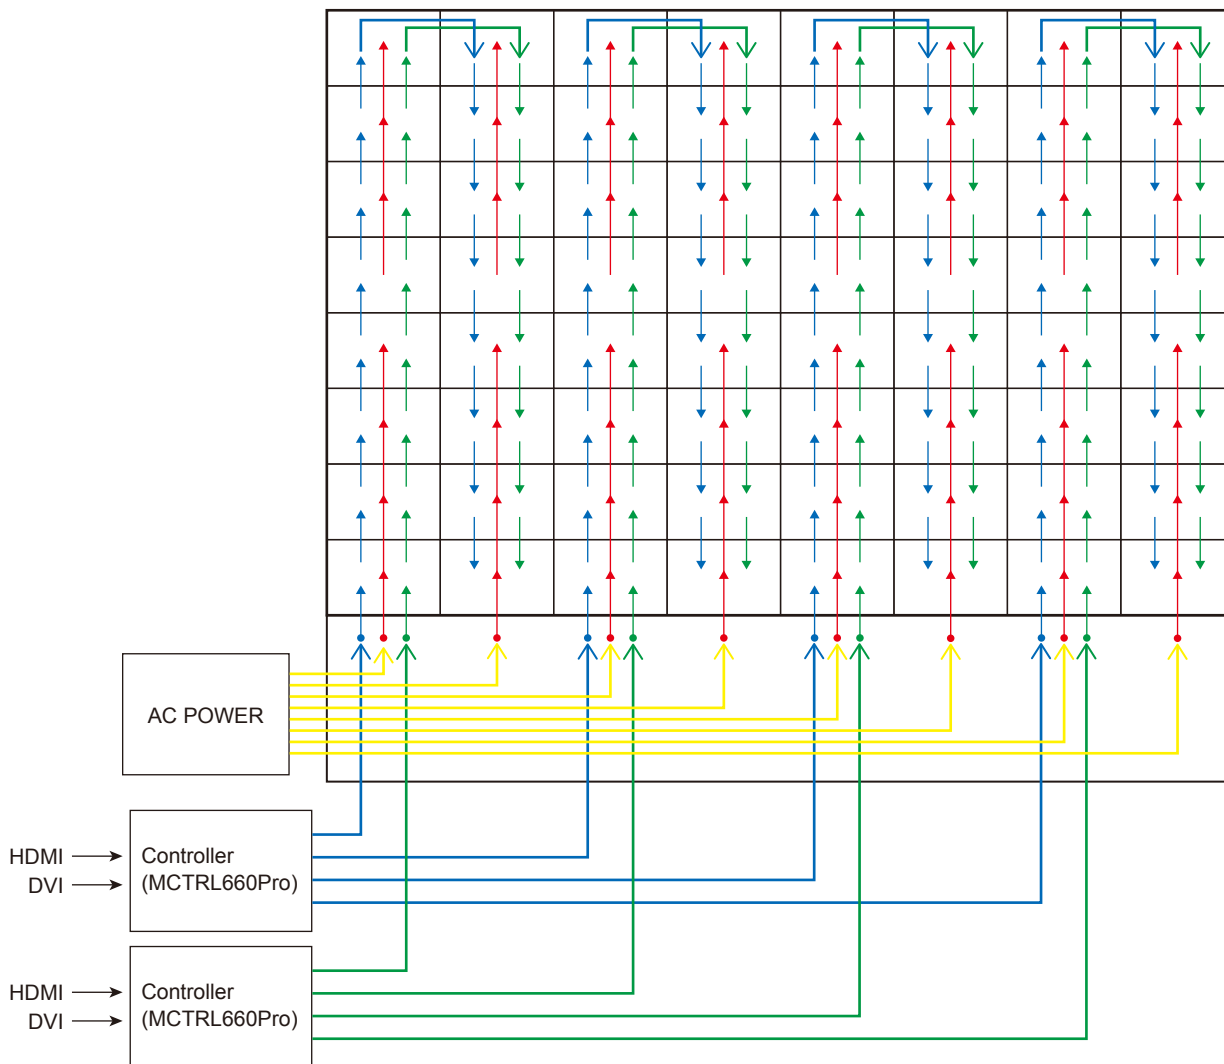 AC POWER
HDMI
DVI
Controller
(MCTRL660Pro)
HDMI
DVI
Controller
(MCTRL660Pro)